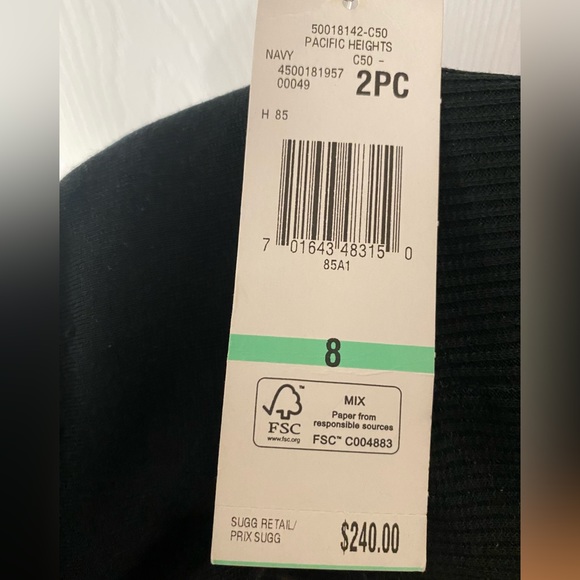 50018142-C50
PACIFIC HEIGHTS
NAVY C50 -
4500181957 2PC
00049
H 85
7 01643 48315 0
85A1
8
FSC™
www.fsc.org
MIX
Paper from
responsible sources
FSC™ C004883
SUGG RETAIL/
PRIX SUGG
$240.00